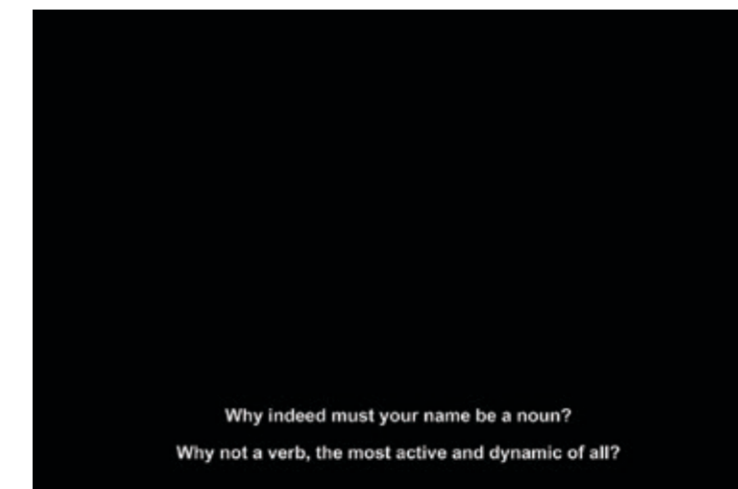 Why indeed must your name be a noun?
Why not a verb, the most active and dynamic of all?